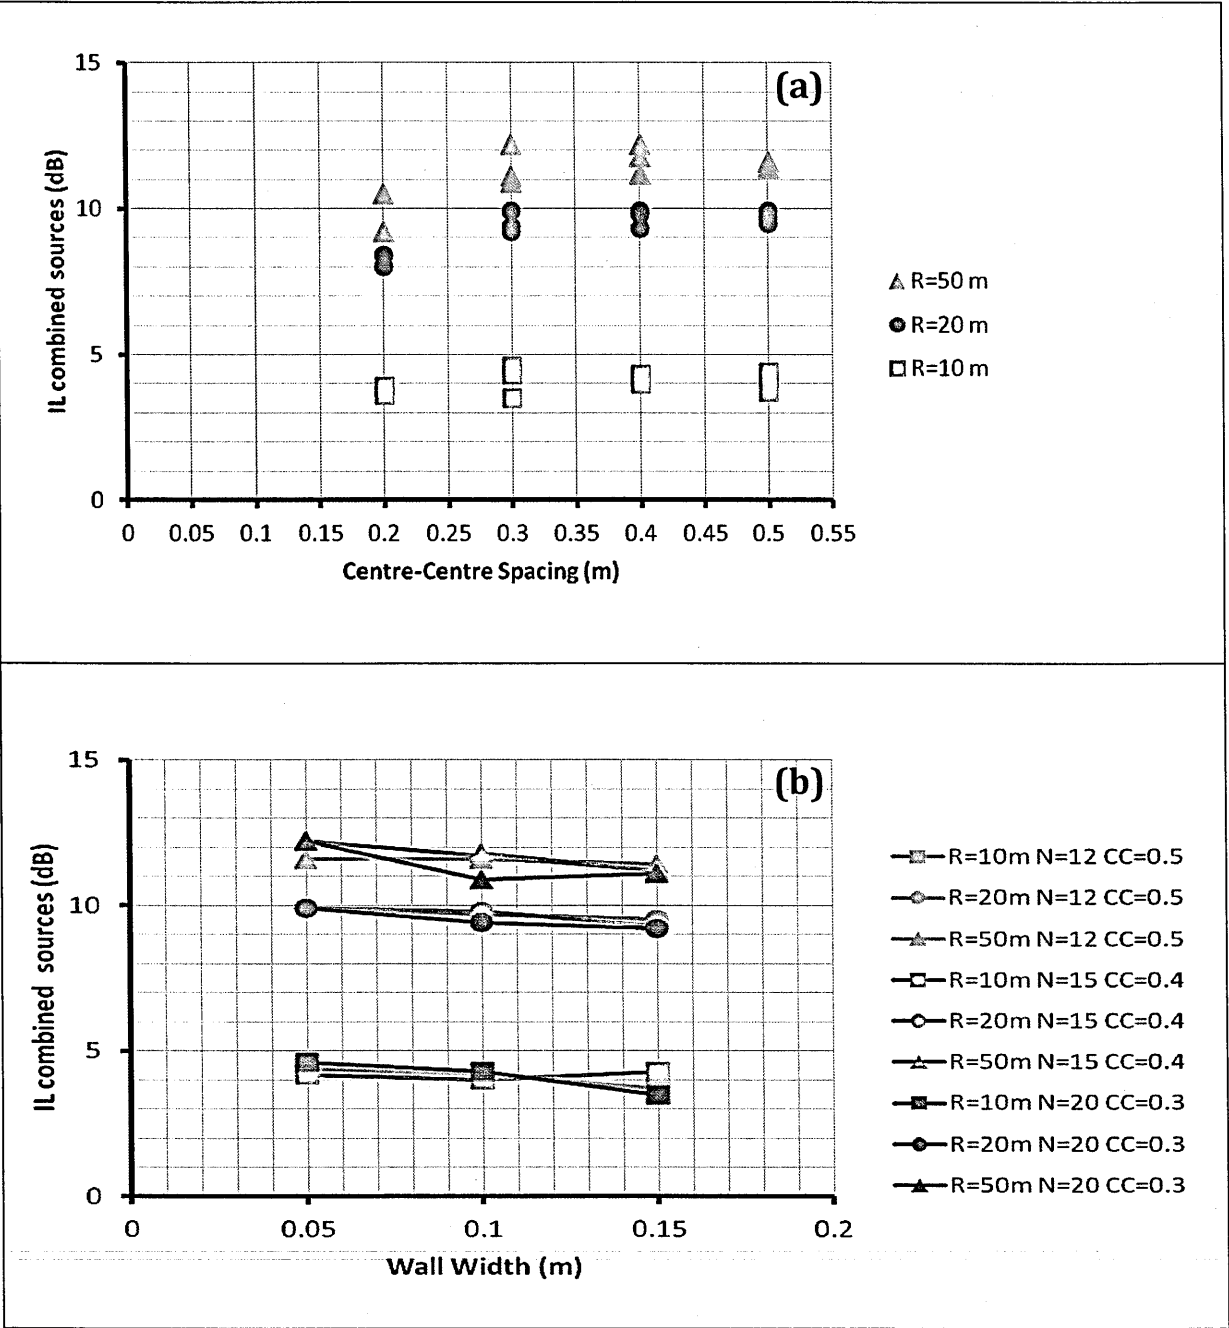 (a)
15
10
5
0
IL combined sources (dB)
0 0.05 0.1 0.15 0.2 0.25 0.3 0.35 0.4 0.45 0.5 0.55
Centre-Centre Spacing (m)
R=50 m
R=20 m
R=10 m
(b)
15
10
5
0
IL combined sources (dB)
0 0.05 0.1 0.15 0.2
Wall Width (m)
R=10m N=12 CC=0.5
R=20m N=12 CC=0.5
R=50m N=12 CC=0.5
R=10m N=15 CC=0.4
R=20m N=15 CC=0.4
R=50m N=15 CC=0.4
R=10m N=20 CC=0.3
R=20m N=20 CC=0.3
R=50m N=20 CC=0.3